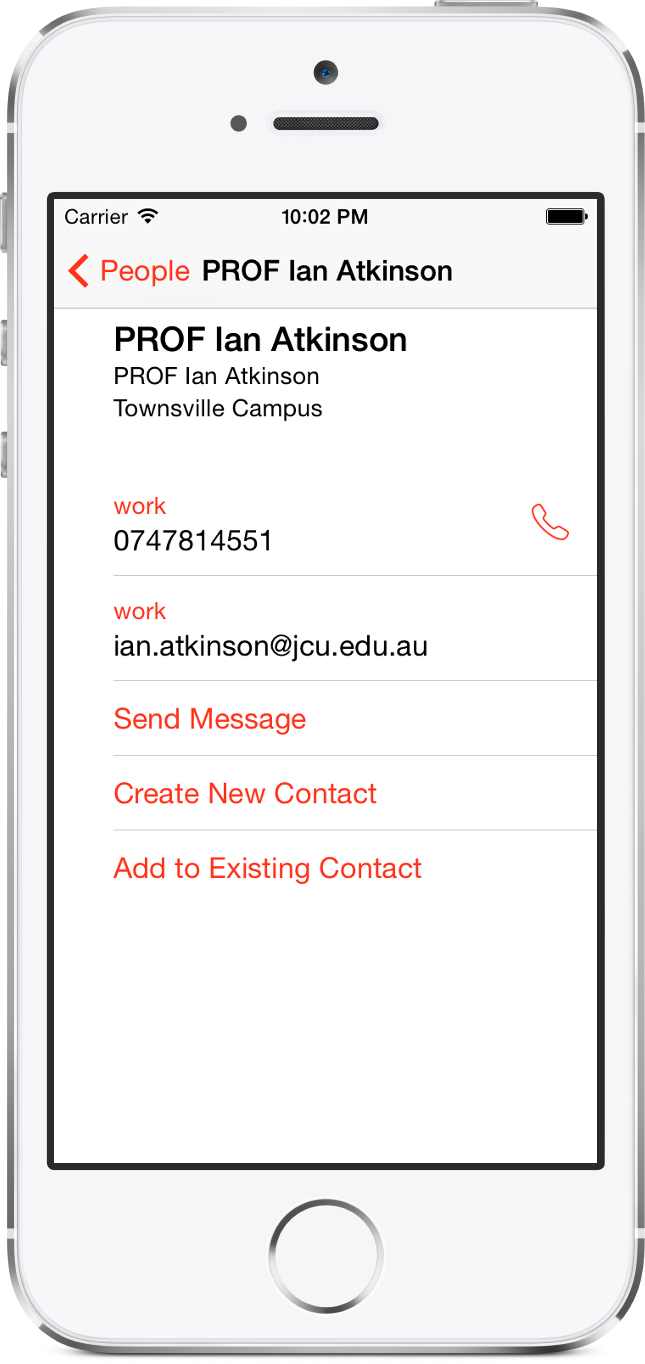 Carrier 10:02 PM
People PROF Ian Atkinson
PROF Ian Atkinson
PROF Ian Atkinson
Townsville Campus
work
0747814551
work
ian.atkinson@jcu.edu.au
Send Message
Create New Contact
Add to Existing Contact